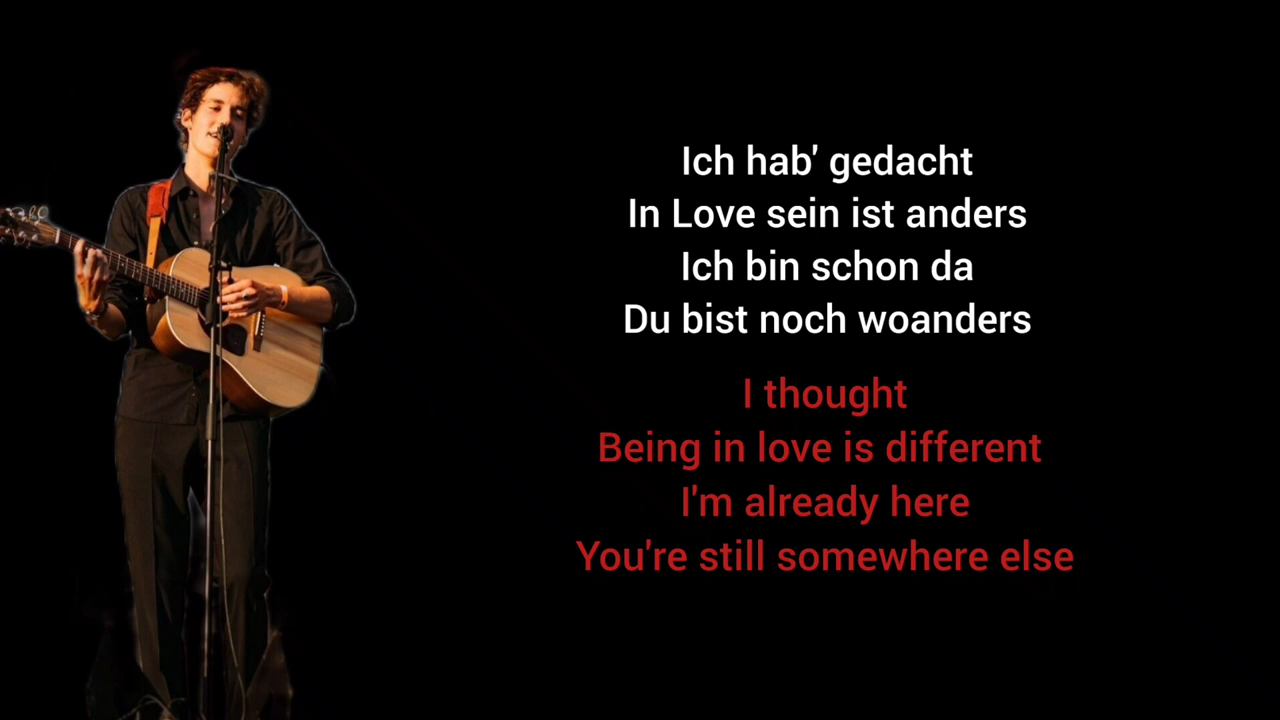 Ich hab' gedacht
In Love sein ist anders
Ich bin schon da
Du bist noch woanders
I thought
Being in love is different
I'm already here
You're still somewhere else